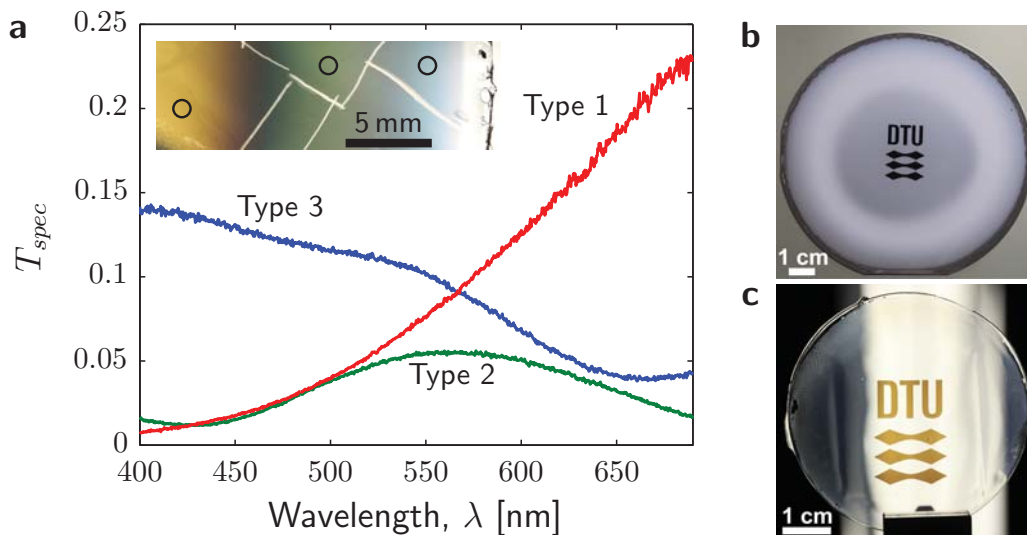 a
0.25
0.2
0.15
0.1
0.05
0
T_spec
400
450
500
550
600
650
Wavelength, λ [nm]
5 mm
Type 1
Type 3
Type 2
b
DTU
1 cm
c
DTU
1 cm